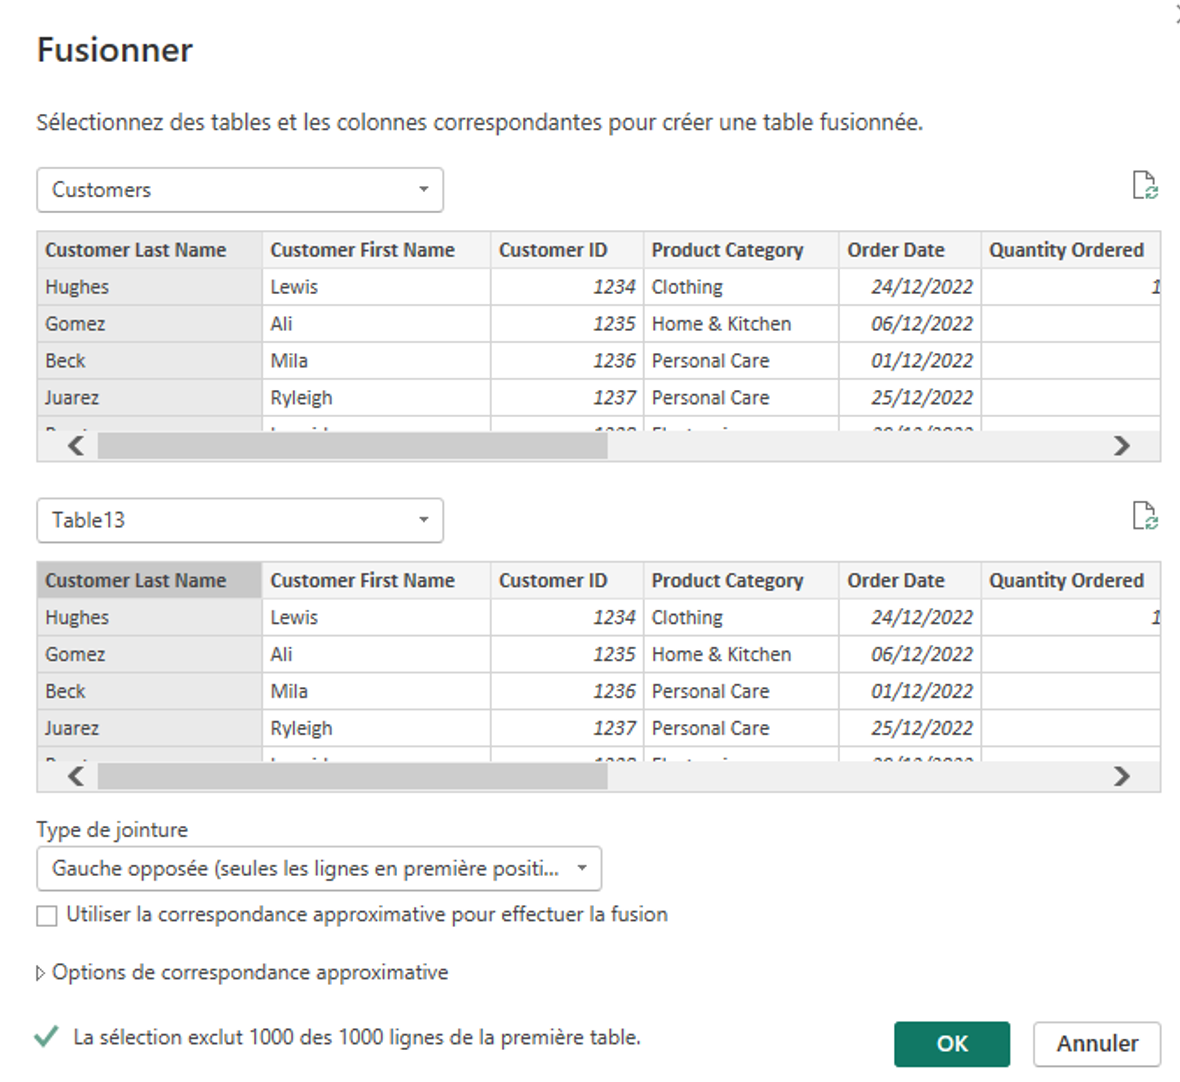 Fusionner
Sélectionnez des tables et les colonnes correspondantes pour créer une table fusionnée.
Customers
Customer Last Name Customer First Name Customer ID Product Category Order Date Quantity Ordered
Hughes Lewis 1234 Clothing 24/12/2022 1
Gomez Ali 1235 Home & Kitchen 06/12/2022
Beck Mila 1236 Personal Care 01/12/2022
Juarez Ryleigh 1237 Personal Care 25/12/2022
Table13
Customer Last Name Customer First Name Customer ID Product Category Order Date Quantity Ordered
Hughes Lewis 1234 Clothing 24/12/2022 1
Gomez Ali 1235 Home & Kitchen 06/12/2022
Beck Mila 1236 Personal Care 01/12/2022
Juarez Ryleigh 1237 Personal Care 25/12/2022
Type de jointure
Gauche opposée (seules les lignes en première positi...
Utiliser la correspondance approximative pour effectuer la fusion
Options de correspondance approximative
La sélection exclut 1000 des 1000 lignes de la première table.
OK Annuler